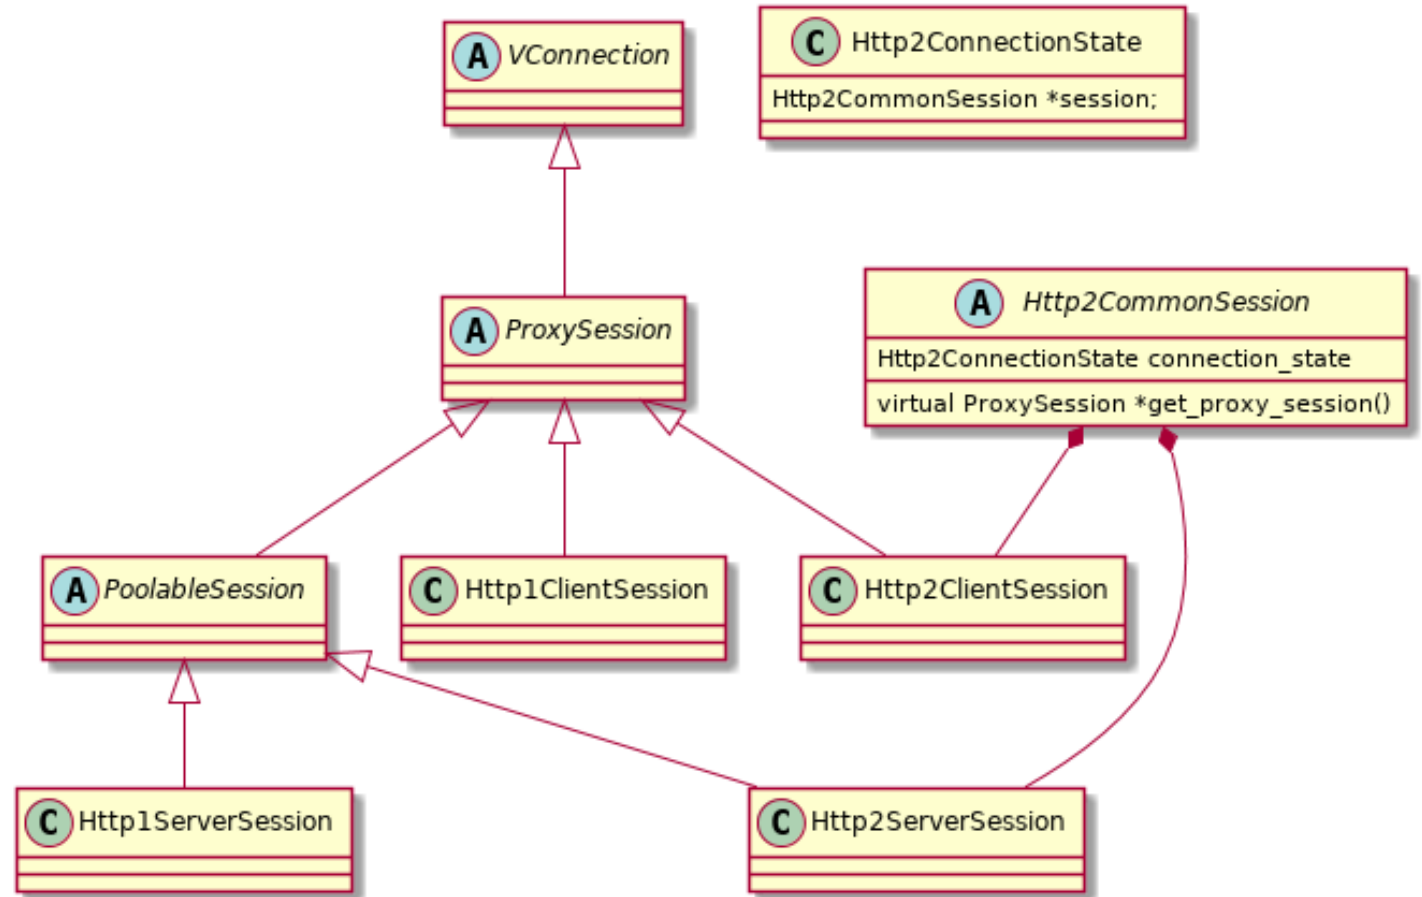 A VConnection
C Http2ConnectionState
Http2CommonSession *session;
A ProxySession
A Http2CommonSession
Http2ConnectionState connection_state
virtual ProxySession *get_proxy_session()
A PoolableSession
C Http1ClientSession
C Http2ClientSession
C Http1ServerSession
C Http2ServerSession